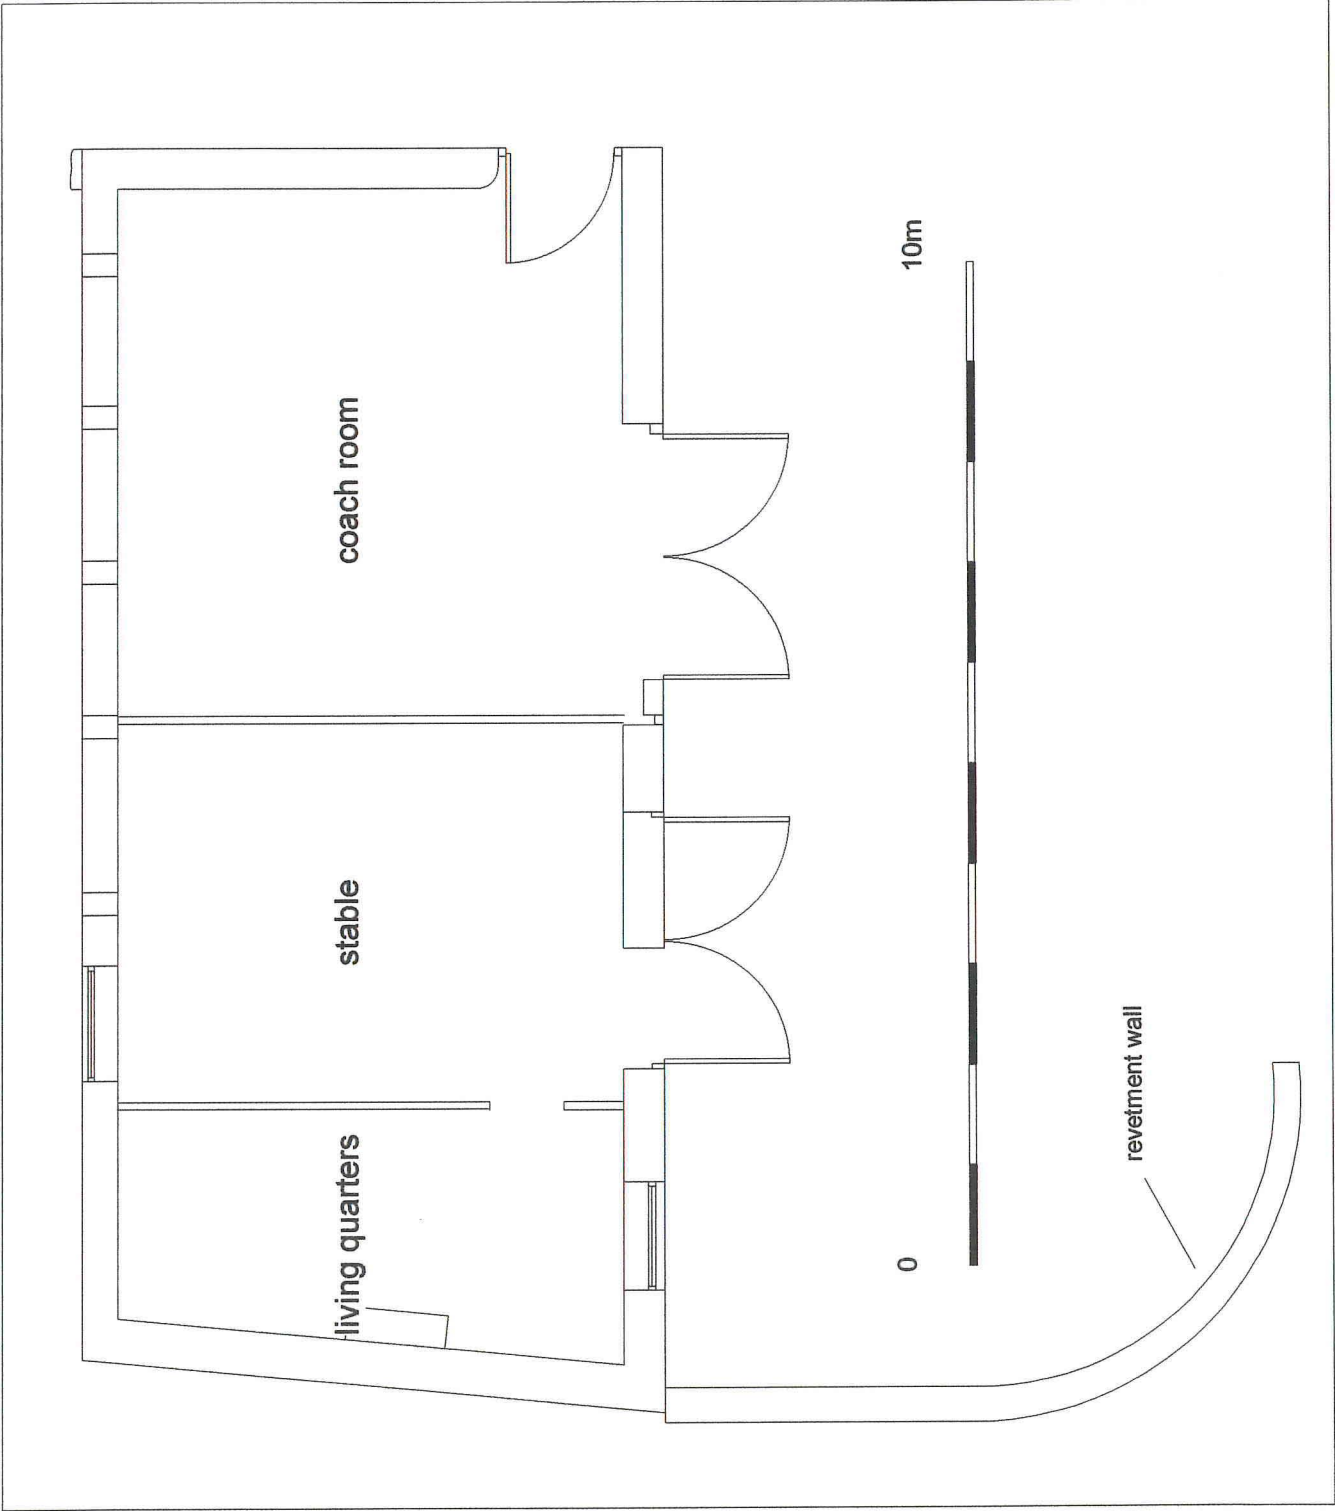 living quarters
stable
coach room
0
10m
revetment wall